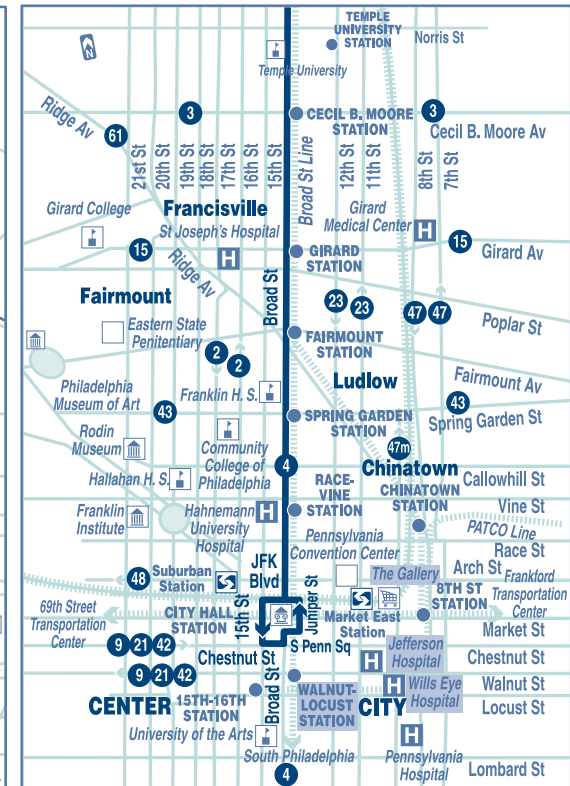 TEMPLE
UNIVERSITY
STATION
Norris St
N
Temple University
Ridge Av
61
3
CECIL B. MOORE
STATION
3
Cecil B. Moore Av
21st St
20th St
19th St
18th St
17th St
16th St
15th St
Broad St Line
12th St
11th St
8th St
7th St
Girard College
Francisville
St Joseph's Hospital
H
Girard
Medical Center
H
15
15
Girard Av
GIRARD
STATION
Ridge Av
Broad St
Fairmount
23
23
47
47
Poplar St
Eastern State
Penitentiary
FAIRMOUNT
STATION
2
2
Ludlow
Fairmount Av
Philadelphia
Museum of Art
Franklin H. S.
43
43
SPRING GARDEN
STATION
Spring Garden St
Rodin
Museum
Community
College of
Philadelphia
47m
4
Chinatown
Hallahan H. S.
RACE-
VINE
STATION
CHINATOWN
STATION
Callowhill St
Vine St
Franklin
Institute
Hahnemann
University
Hospital
H
PATCO Line
Pennsylvania
Convention Center
Race St
Arch St
JFK
Blvd
48
Suburban
Station
S
The Gallery
Frankford
Transportation
Center
69th Street
Transportation
Center
CITY HALL
STATION
15th St
Juniper St
S
Market East
Station
8TH ST
STATION
Market St
9
21
42
Chestnut St
S Penn Sq
Jefferson
Hospital
H
Chestnut St
9
21
42
Broad St
H
Wills Eye
Hospital
Walnut St
CENTER
15TH-16TH
STATION
WALNUT-
LOCUST
STATION
CITY
Locust St
University of the Arts
H
South Philadelphia
Pennsylvania
Hospital
4
Lombard St